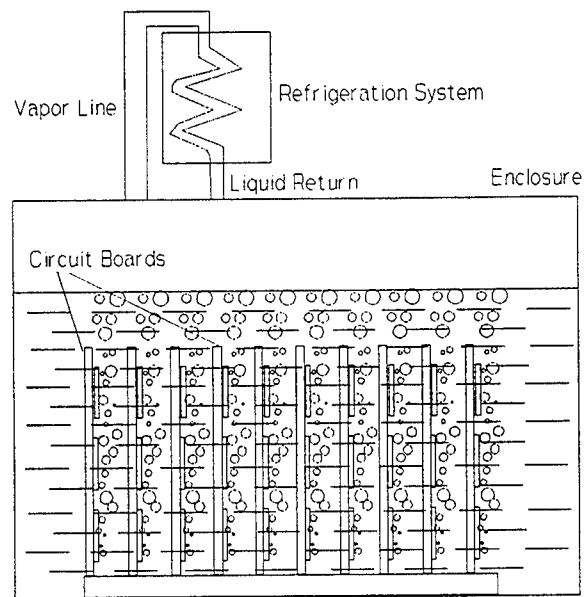 Vapor Line
Refrigeration System
Liquid Return
Enclosure
Circuit Boards